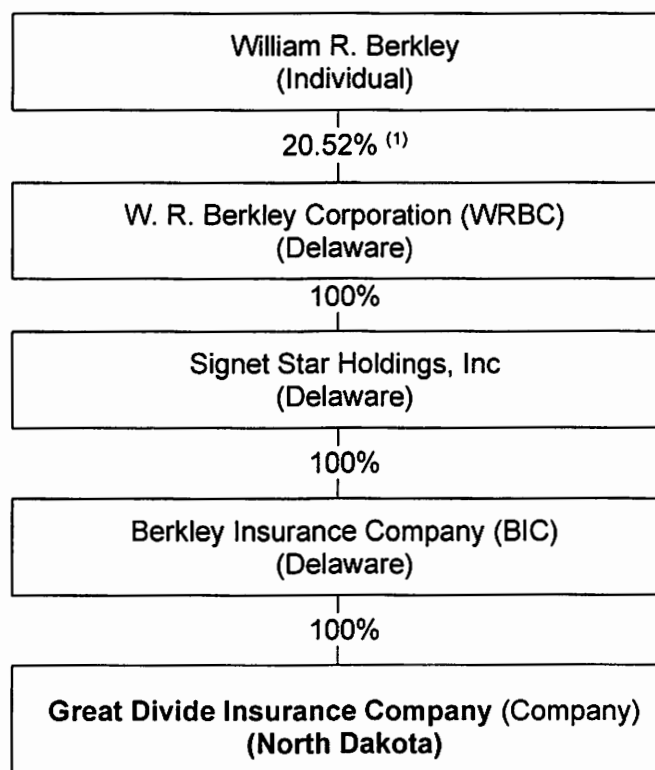 William R. Berkley
(Individual)
20.52% (1)
W. R. Berkley Corporation (WRBC)
(Delaware)
100%
Signet Star Holdings, Inc
(Delaware)
100%
Berkley Insurance Company (BIC)
(Delaware)
100%
Great Divide Insurance Company (Company)
(North Dakota)